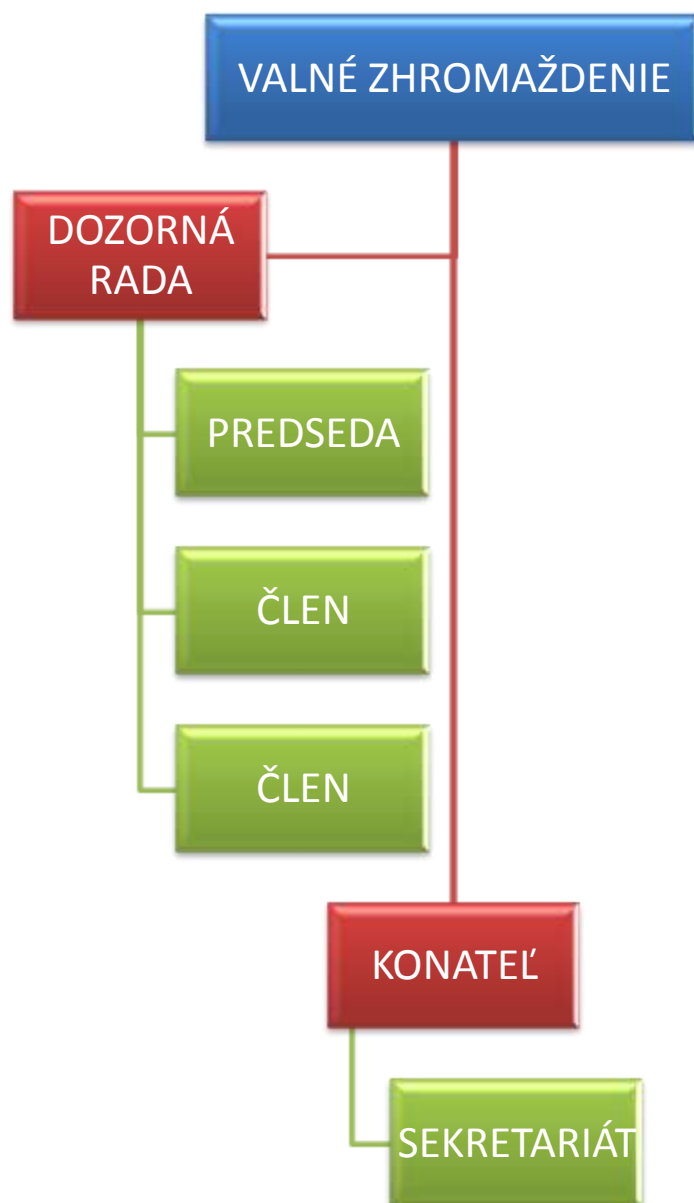 VALNÉ ZHROMAŽDENIE
DOZORNÁ
RADA
PREDSEDA
ČLEN
ČLEN
KONATEĽ
SEKRETARIÁT